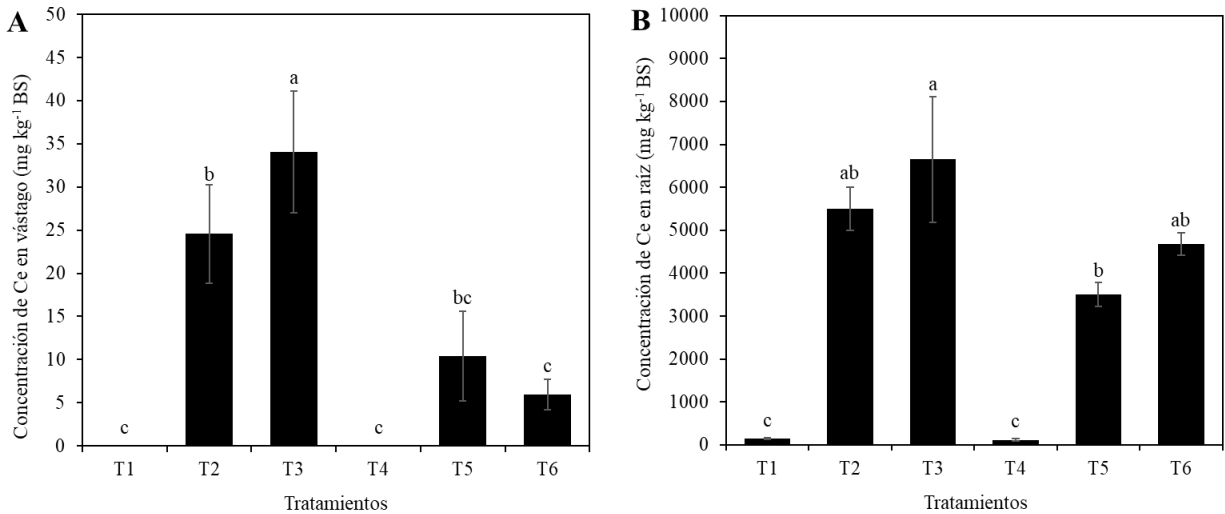 A
Concentración de Ce en vástago (mg kg⁻¹ BS)
50
45
40
35
30
25
20
15
10
5
0
c
b
a
c
bc
c
T1 T2 T3 T4 T5 T6
Tratamientos
B
Concentración de Ce en raíz (mg kg⁻¹ BS)
10000
9000
8000
7000
6000
5000
4000
3000
2000
1000
0
c
ab
a
c
b
ab
T1 T2 T3 T4 T5 T6
Tratamientos